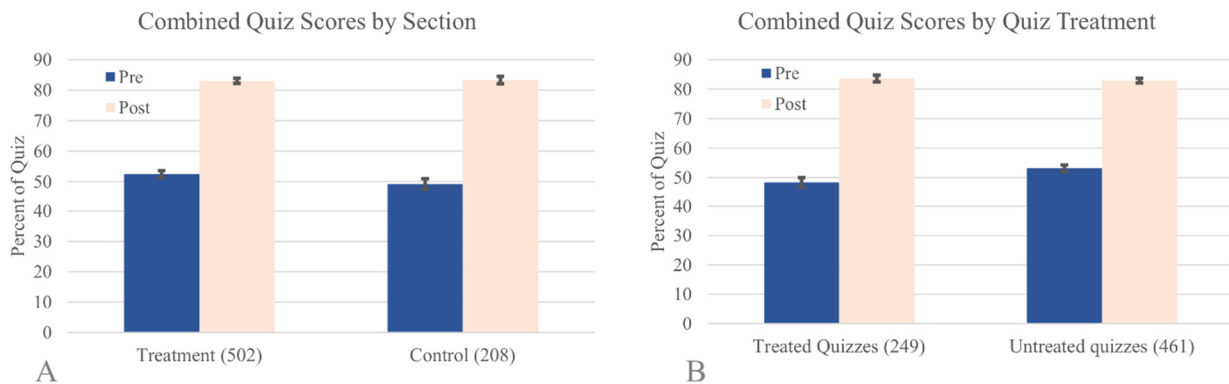 Combined Quiz Scores by Section
Percent of Quiz
90
80
70
60
50
40
30
20
10
0
Pre
Post
Treatment (502)
Control (208)
A
Combined Quiz Scores by Quiz Treatment
Percent of Quiz
90
80
70
60
50
40
30
20
10
0
Pre
Post
Treated Quizzes (249)
Untreated quizzes (461)
B